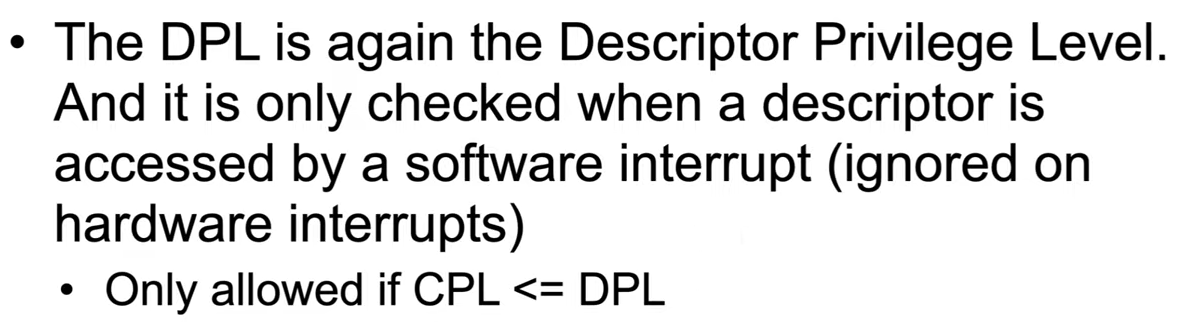 • The DPL is again the Descriptor Privilege Level.
And it is only checked when a descriptor is
accessed by a software interrupt (ignored on
hardware interrupts)
• Only allowed if CPL <= DPL